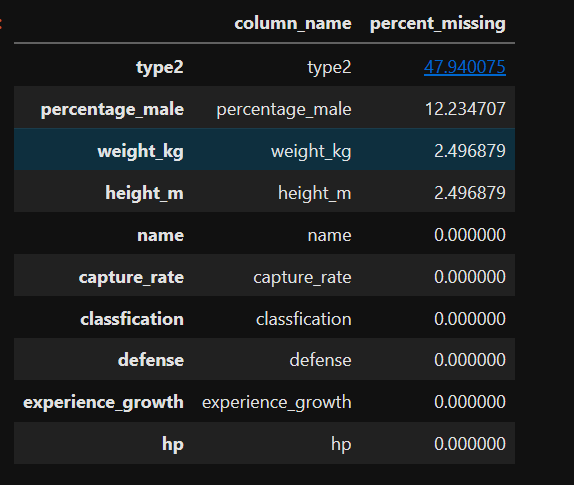 column_name percent_missing
type2 type2 47.940075
percentage_male percentage_male 12.234707
weight_kg weight_kg 2.496879
height_m height_m 2.496879
name name 0.000000
capture_rate capture_rate 0.000000
classfication classfication 0.000000
defense defense 0.000000
experience_growth experience_growth 0.000000
hp hp 0.000000